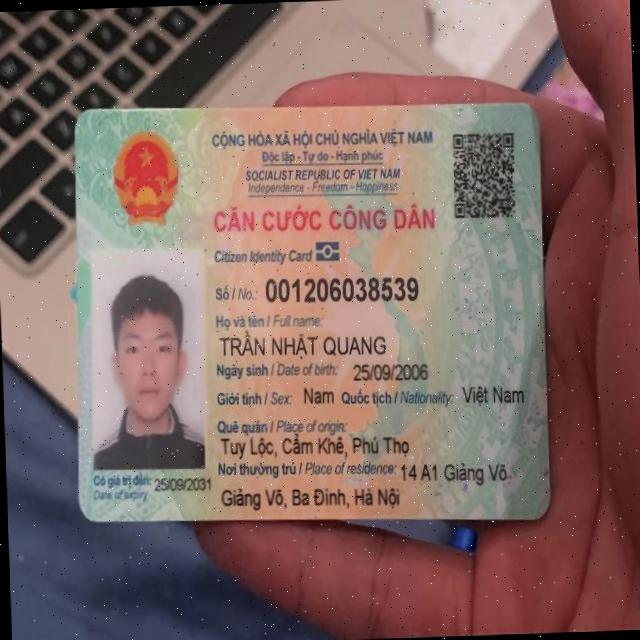 CỘNG HÒA XÃ HỘI CHỦ NGHĨA VIỆT NAM
Độc lập - Tự do - Hạnh phúc
SOCIALIST REPUBLIC OF VIET NAM
Independence - Freedom - Happiness
CĂN CƯỚC CÔNG DÂN
Citizen Identity Card
Số / No.: 001206038539
Họ và tên / Full name:
TRẦN NHẬT QUANG
Ngày sinh / Date of birth: 25/09/2006
Giới tính / Sex: Nam Quốc tịch / Nationality: Việt Nam
Quê quán / Place of origin:
Tuy Lộc, Cẩm Khê, Phú Thọ
Nơi thường trú / Place of residence: 14 A1 Giảng Võ
Giảng Võ, Ba Đình, Hà Nội
Có giá trị đến: 25/09/2031
Date of expiry